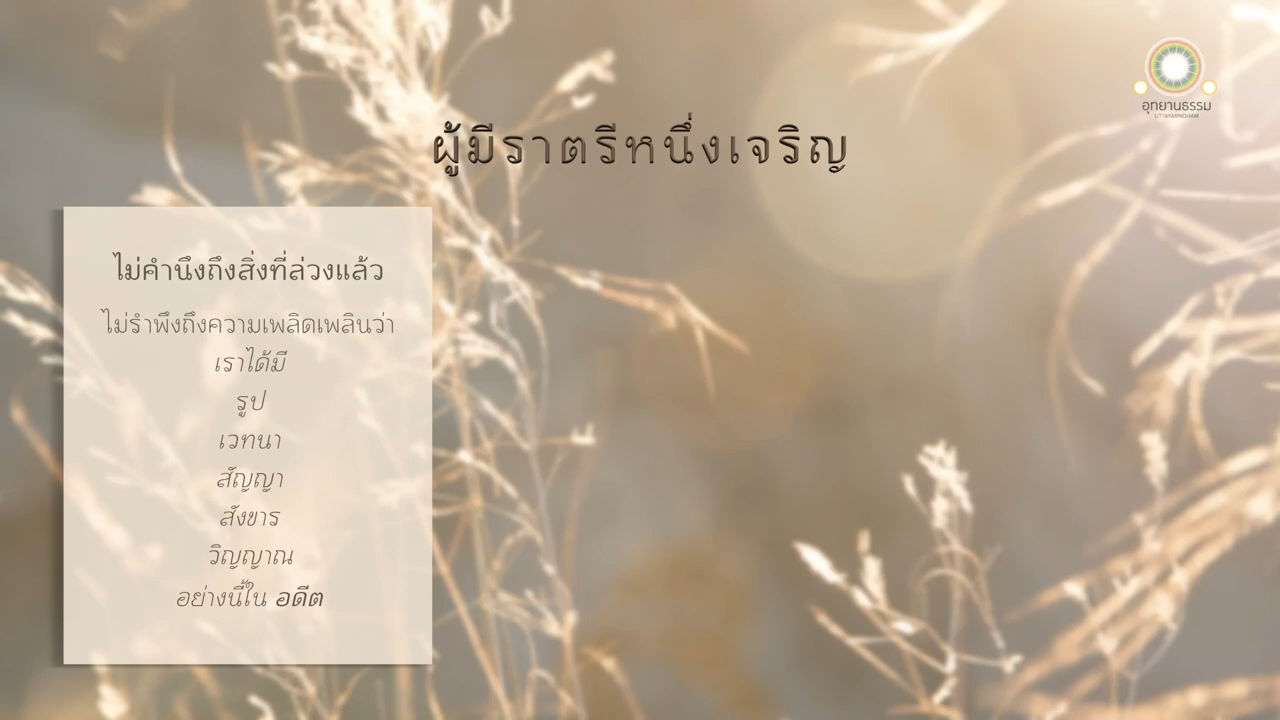 อุทยานธรรม
UTTAYARNDHAM
ผู้มีราตรีหนึ่งเจริญ
ไม่คำนึงถึงสิ่งที่ล่วงแล้ว
ไม่รำพึงถึงความเพลิดเพลินว่า
เราได้มี
รูป
เวทนา
สัญญา
สังขาร
วิญญาณ
อย่างนี้ใน อดีต